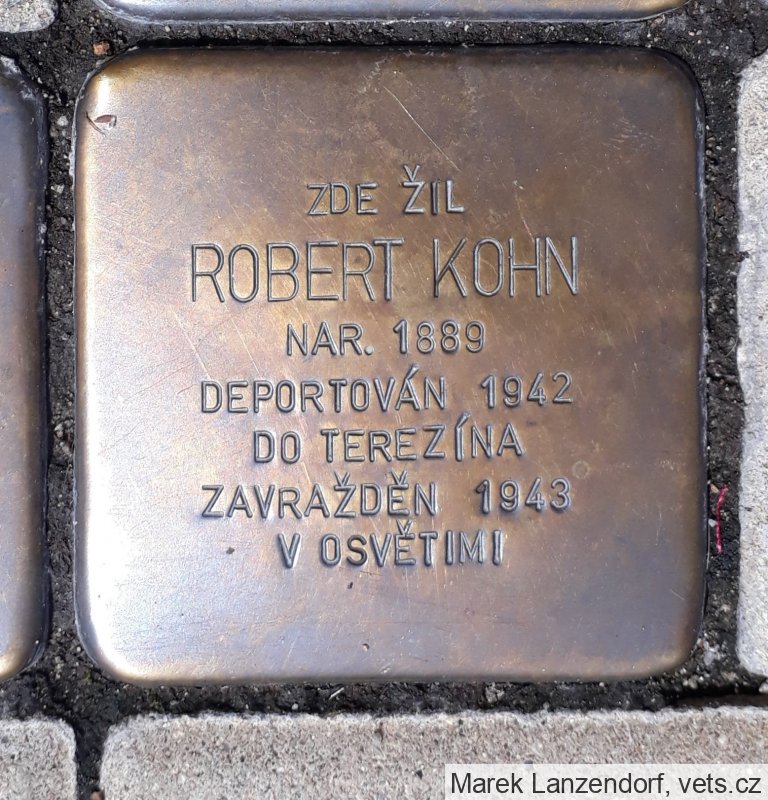 ZDE ŽIL
ROBERT KOHN
NAR. 1889
DEPORTOVÁN 1942
DO TEREZÍNA
ZAVRAŽDĚN 1943
V OSVĚTIMI
Marek Lanzendorf, vets.cz